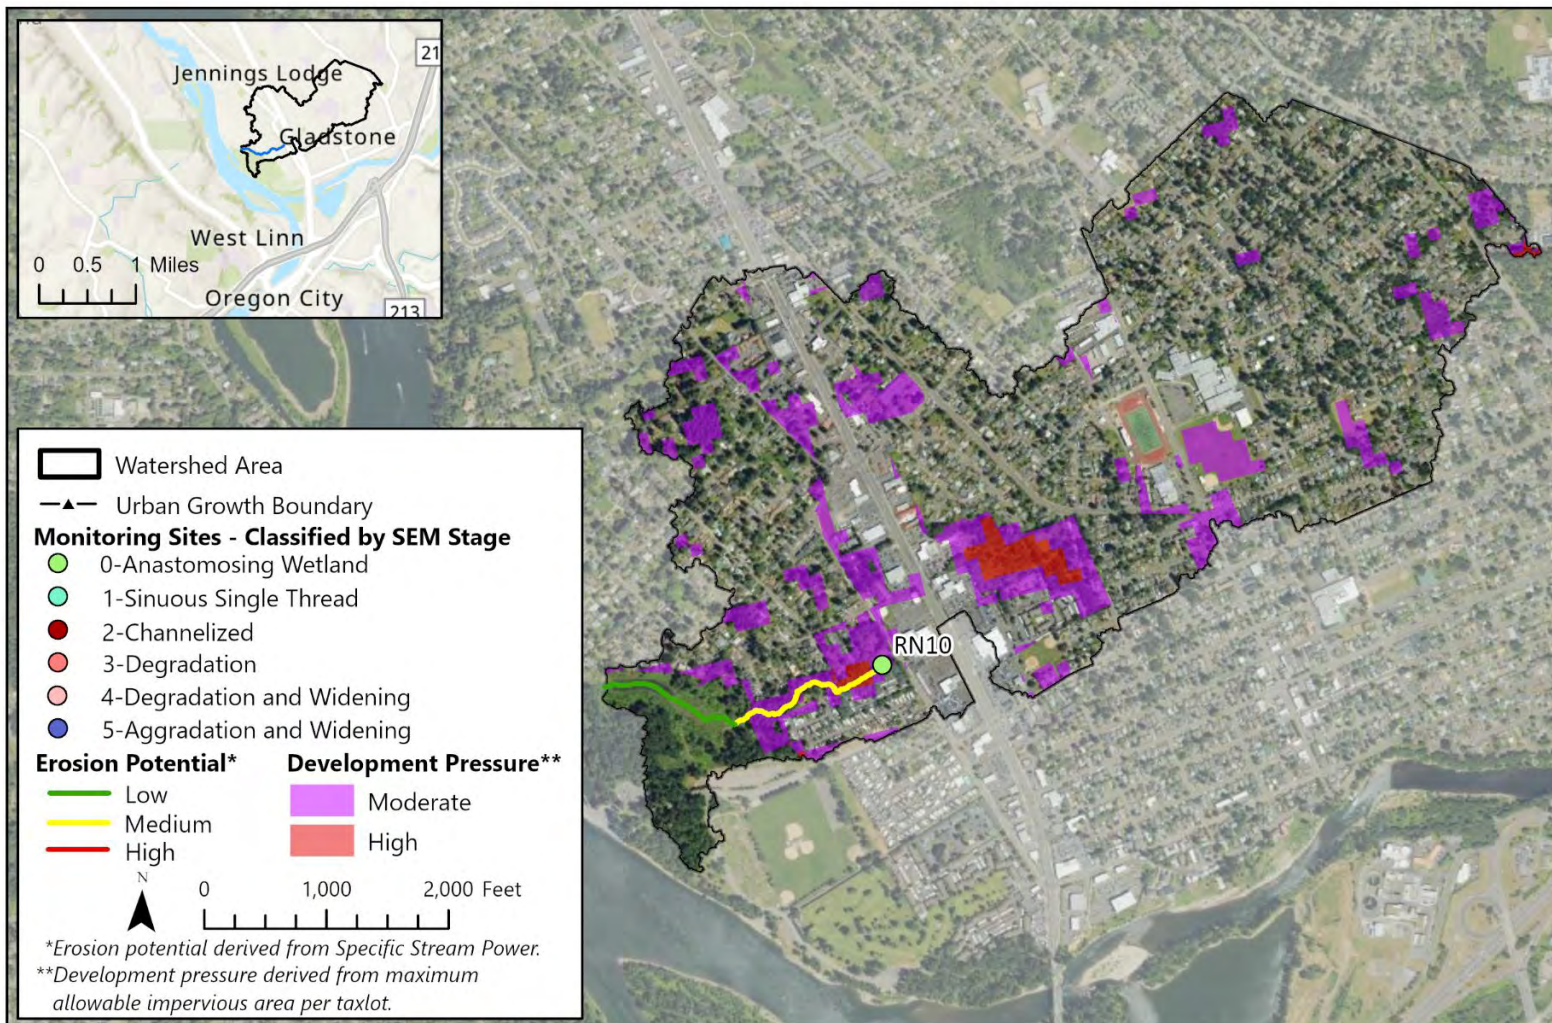 Jennings Lodge
21
Gladstone
West Linn
0 0.5 1 Miles
Oregon City
213
Watershed Area
Urban Growth Boundary
Monitoring Sites - Classified by SEM Stage
0-Anastomosing Wetland
1-Sinuous Single Thread
2-Channelized
3-Degradation
4-Degradation and Widening
5-Aggradation and Widening
Erosion Potential* Development Pressure**
Low
Moderate
Medium
High
High
N
0 1,000 2,000 Feet
*Erosion potential derived from Specific Stream Power.
**Development pressure derived from maximum
allowable impervious area per taxlot.
RN10